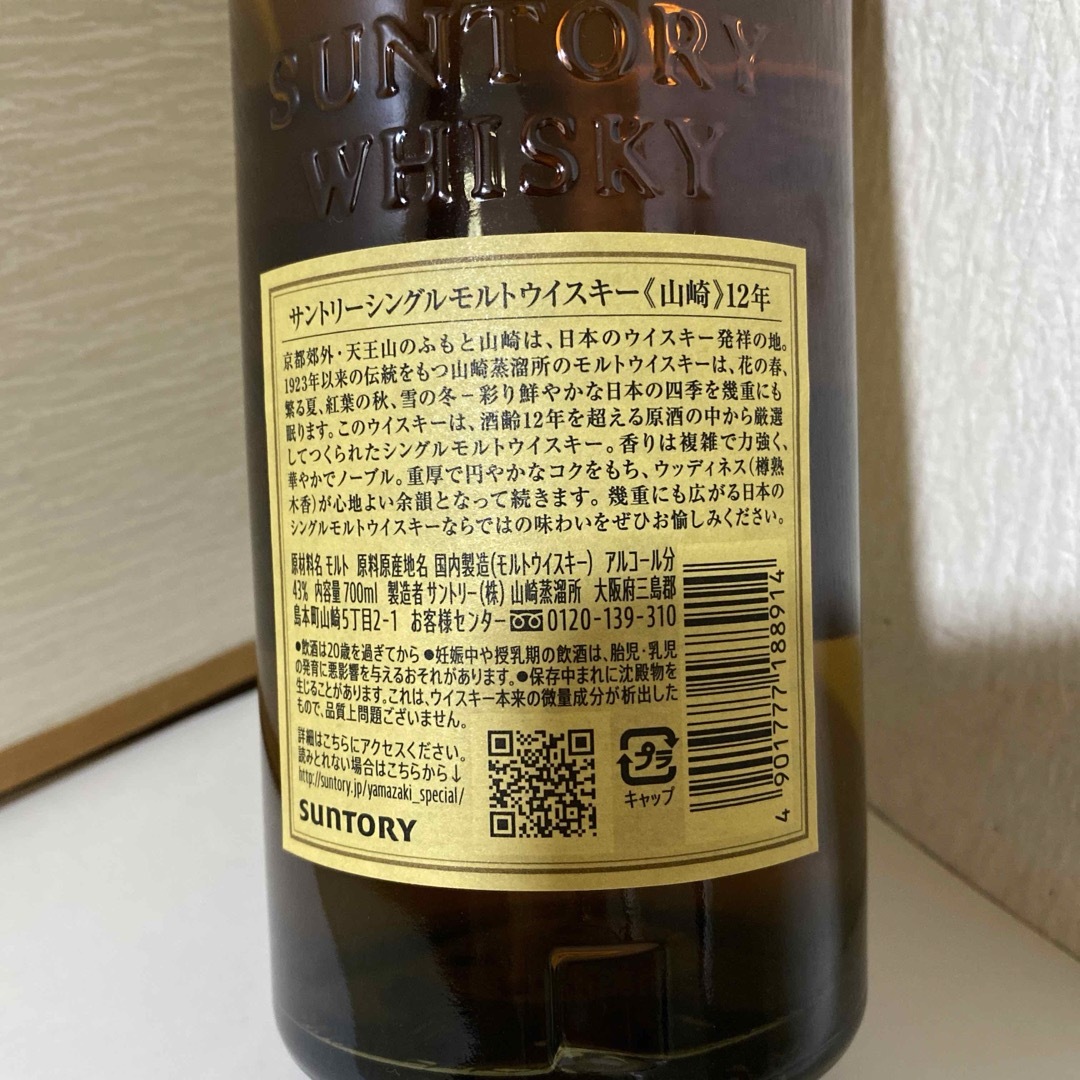 SUNTORY
WHISKY
サントリーシングルモルトウイスキー《山崎》12年
京都郊外・天王山のふもと山崎は、日本のウイスキー発祥の地。
1923年以来の伝統をもつ山崎蒸溜所のモルトウイスキーは、花の春、
繁る夏、紅葉の秋、雪の冬－彩り鮮やかな日本の四季を幾重にも
眠ります。このウイスキーは、酒齢12年を超える原酒の中から厳選
してつくられたシングルモルトウイスキー。香りは複雑で力強く、
華やかでノーブル。重厚で円やかなコクをもち、ウッディネス(樽熟
木香)が心地よい余韻となって続きます。幾重にも広がる日本の
シングルモルトウイスキーならではの味わいをぜひお愉しみください。
原材料名 モルト 原料原産地名 国内製造(モルトウイスキー) アルコール分
43% 内容量700ml 製造者 サントリー(株) 山崎蒸溜所 大阪府三島郡
島本町山崎5丁目2-1 お客様センター 0120-139-310
●飲酒は20歳を過ぎてから ●妊娠中や授乳期の飲酒は、胎児・乳児
の発育に悪影響を与えるおそれがあります。●保存中まれに沈殿物を
生じることがあります。これは、ウイスキー本来の微量成分が析出した
もので、品質上問題ございません。
詳細はこちらにアクセスください。
読みとれない場合はこちらから↓
http://suntory.jp/yamazaki_special/
SUNTORY
プラ
キャップ
4 901777 188914